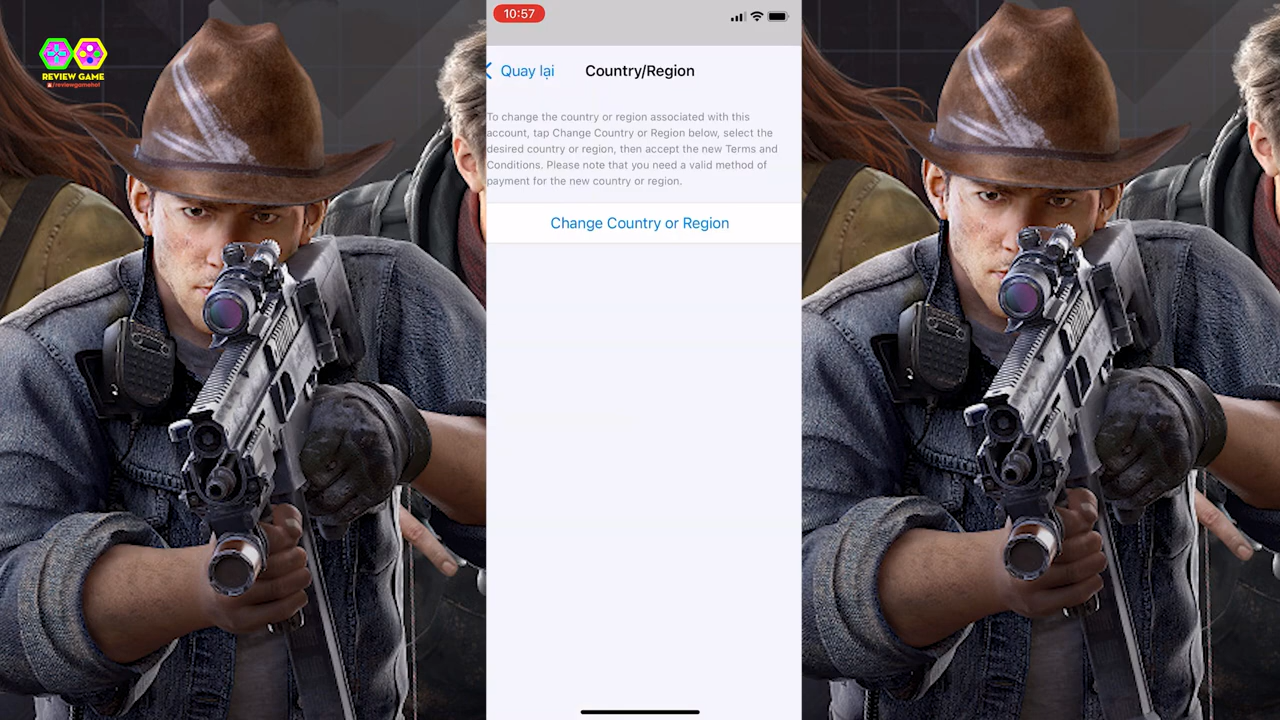 REVIEW GAME
/reviewgamehot
10:57
Quay lại
Country/Region
To change the country or region associated with this
account, tap Change Country or Region below, select the
desired country or region, then accept the new Terms and
Conditions. Please note that you need a valid method of
payment for the new country or region.
Change Country or Region